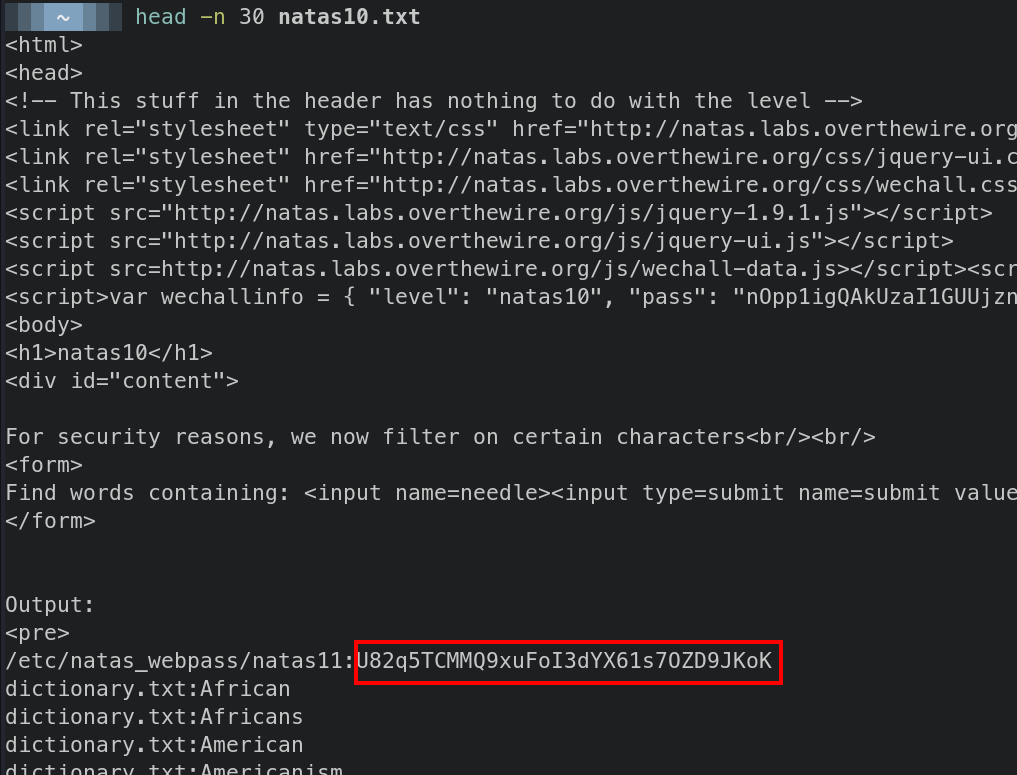 ~ head -n 30 natas10.txt
<html>
<head>
<!-- This stuff in the header has nothing to do with the level -->
<link rel="stylesheet" type="text/css" href="http://natas.labs.overthewire.org
<link rel="stylesheet" href="http://natas.labs.overthewire.org/css/jquery-ui.c
<link rel="stylesheet" href="http://natas.labs.overthewire.org/css/wechall.css
<script src="http://natas.labs.overthewire.org/js/jquery-1.9.1.js"></script>
<script src="http://natas.labs.overthewire.org/js/jquery-ui.js"></script>
<script src=http://natas.labs.overthewire.org/js/wechall-data.js></script><scr
<script>var wechallinfo = { "level": "natas10", "pass": "nOpp1igQAkUzaI1GUUjzn
<body>
<h1>natas10</h1>
<div id="content">
For security reasons, we now filter on certain characters<br/><br/>
<form>
Find words containing: <input name=needle><input type=submit name=submit value
</form>
Output:
<pre>
/etc/natas_webpass/natas11:U82q5TCMMQ9xuFoI3dYX61s7OZD9JKoK
dictionary.txt:African
dictionary.txt:Africans
dictionary.txt:American
dictionary.txt:Americanism